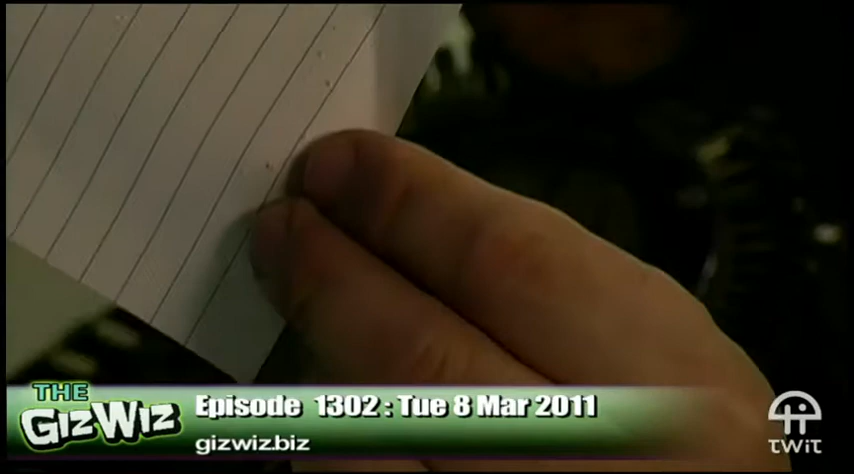 THE
GIZWIZ
Episode 1302 : Tue 8 Mar 2011
gizwiz.biz
TWiT